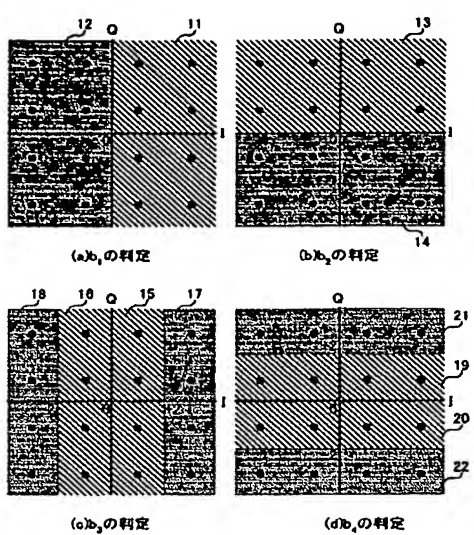 12 Q 11
I
(a)b₁の判定
Q 13
I
14
(b)b₂の判定
18 16 Q 15 17
I
(c)b₃の判定
Q 21
19
I
20
22
(d)b₄の判定